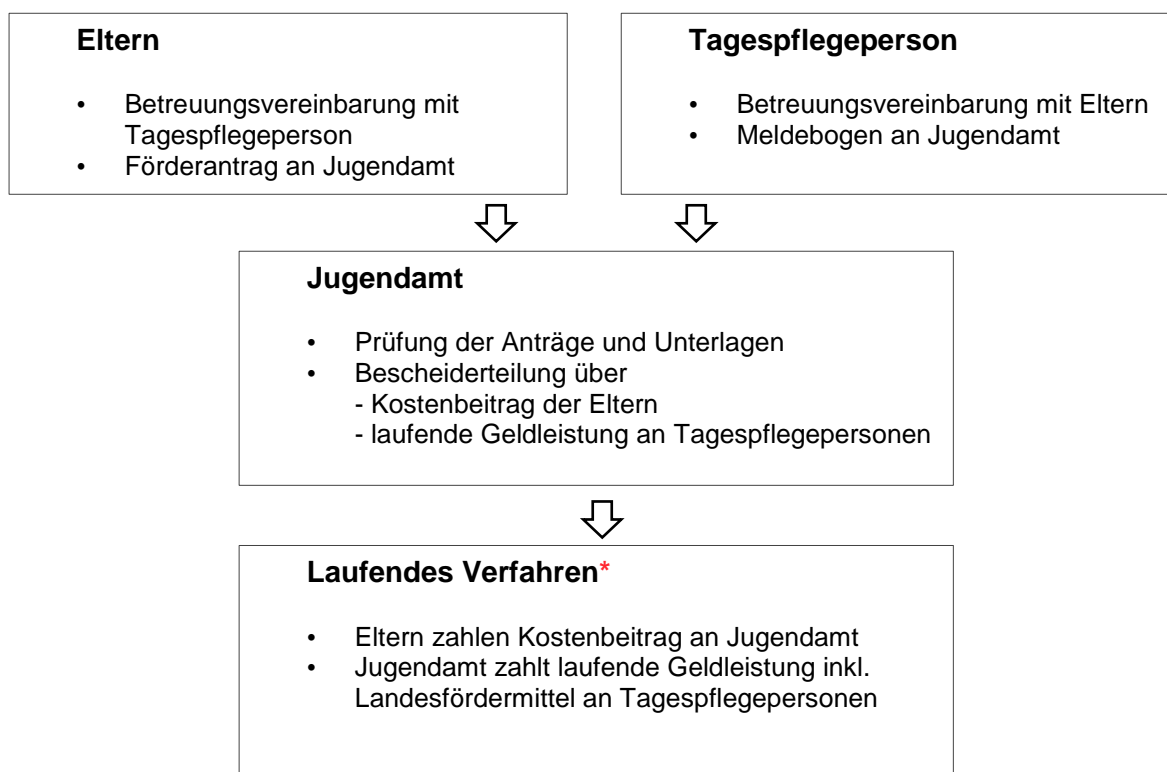 Eltern
• Betreuungsvereinbarung mit
Tagespflegeperson
• Förderantrag an Jugendamt
Tagespflegeperson
• Betreuungsvereinbarung mit Eltern
• Meldebogen an Jugendamt
Jugendamt
• Prüfung der Anträge und Unterlagen
• Bescheiderteilung über
- Kostenbeitrag der Eltern
- laufende Geldleistung an Tagespflegepersonen
Laufendes Verfahren*
• Eltern zahlen Kostenbeitrag an Jugendamt
• Jugendamt zahlt laufende Geldleistung inkl.
Landesfördermittel an Tagespflegepersonen